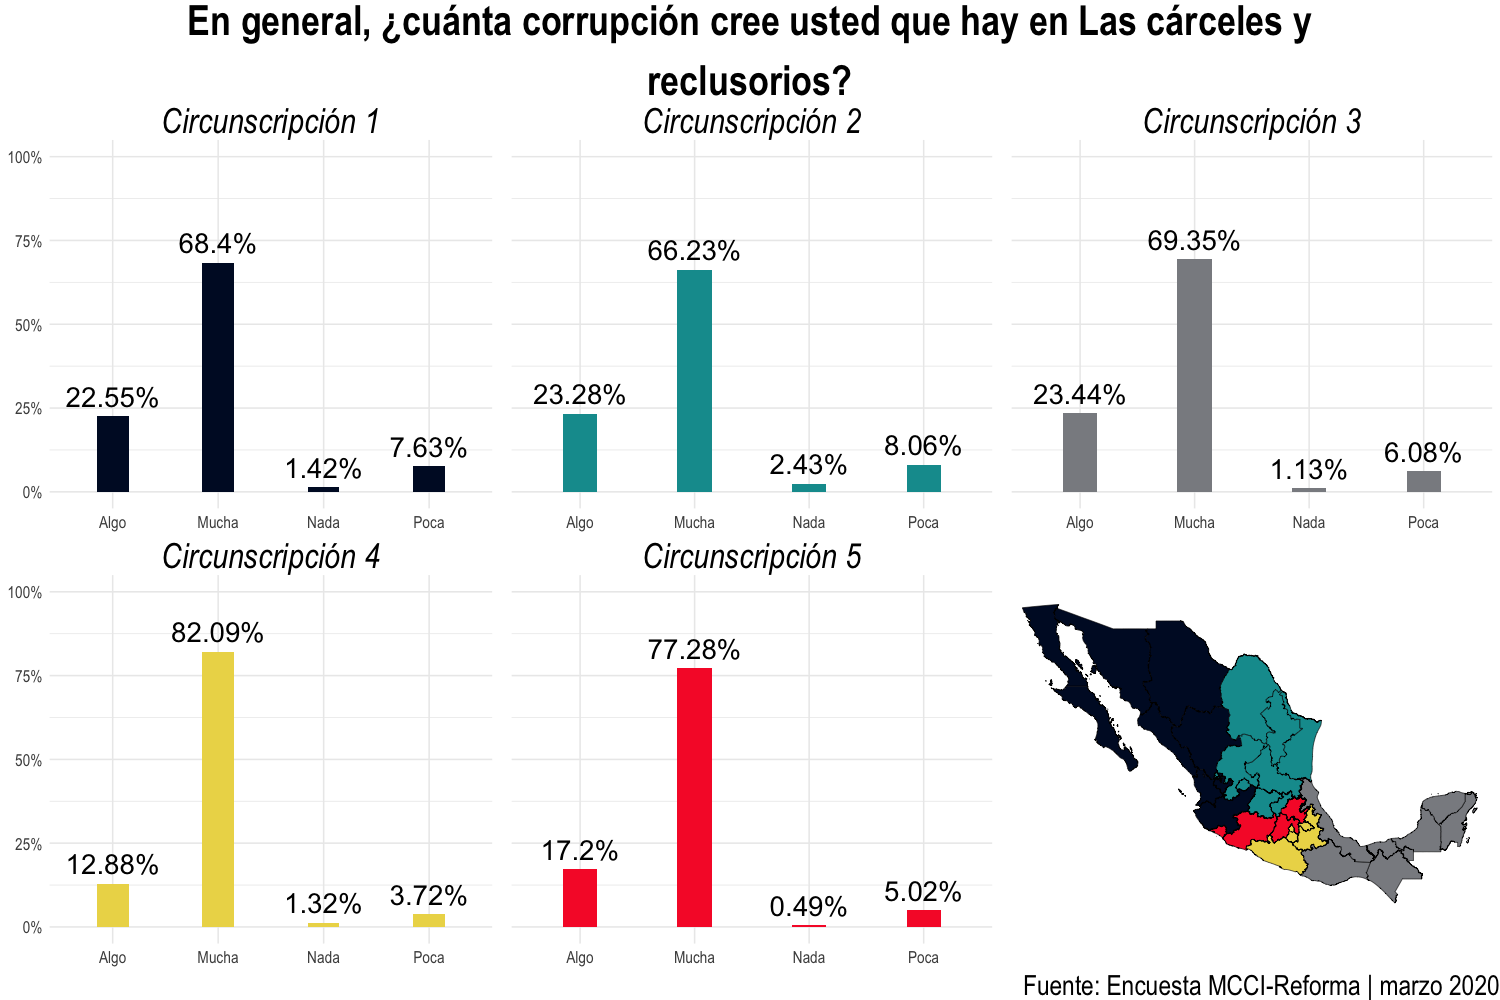 En general, ¿cuánta corrupción cree usted que hay en Las cárceles y
reclusorios?
Circunscripción 1
100%
75%
50%
25%
0%
22.55%
68.4%
1.42%
7.63%
Algo
Mucha
Nada
Poca
Circunscripción 2
23.28%
66.23%
2.43%
8.06%
Algo
Mucha
Nada
Poca
Circunscripción 3
23.44%
69.35%
1.13%
6.08%
Algo
Mucha
Nada
Poca
Circunscripción 4
100%
75%
50%
25%
0%
12.88%
82.09%
1.32%
3.72%
Algo
Mucha
Nada
Poca
Circunscripción 5
17.2%
77.28%
0.49%
5.02%
Algo
Mucha
Nada
Poca
Fuente: Encuesta MCCI-Reforma | marzo 2020